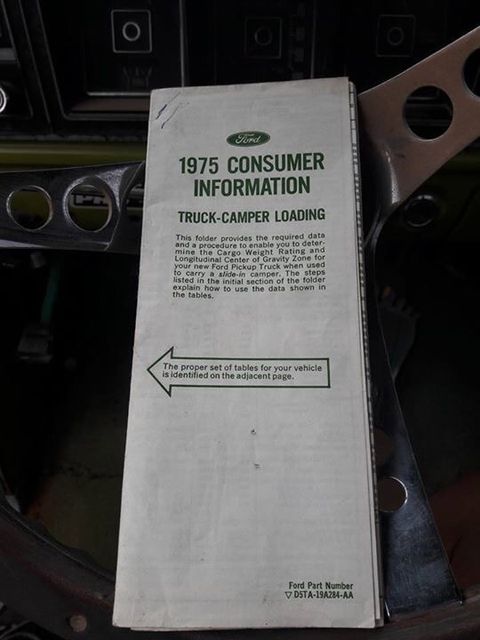 Ford
1975 CONSUMER
INFORMATION
TRUCK-CAMPER LOADING
This folder provides the required data
and a procedure to enable you to deter-
mine the Cargo Weight Rating and
Longitudinal Center of Gravity Zone for
your new Ford Pickup Truck when used
to carry a slide-in camper. The steps
listed in the initial section of the folder
explain how to use the data shown in
the tables.
The proper set of tables for your vehicle
is identified on the adjacent page.
Ford Part Number
▽ D5TA-19A284-AA